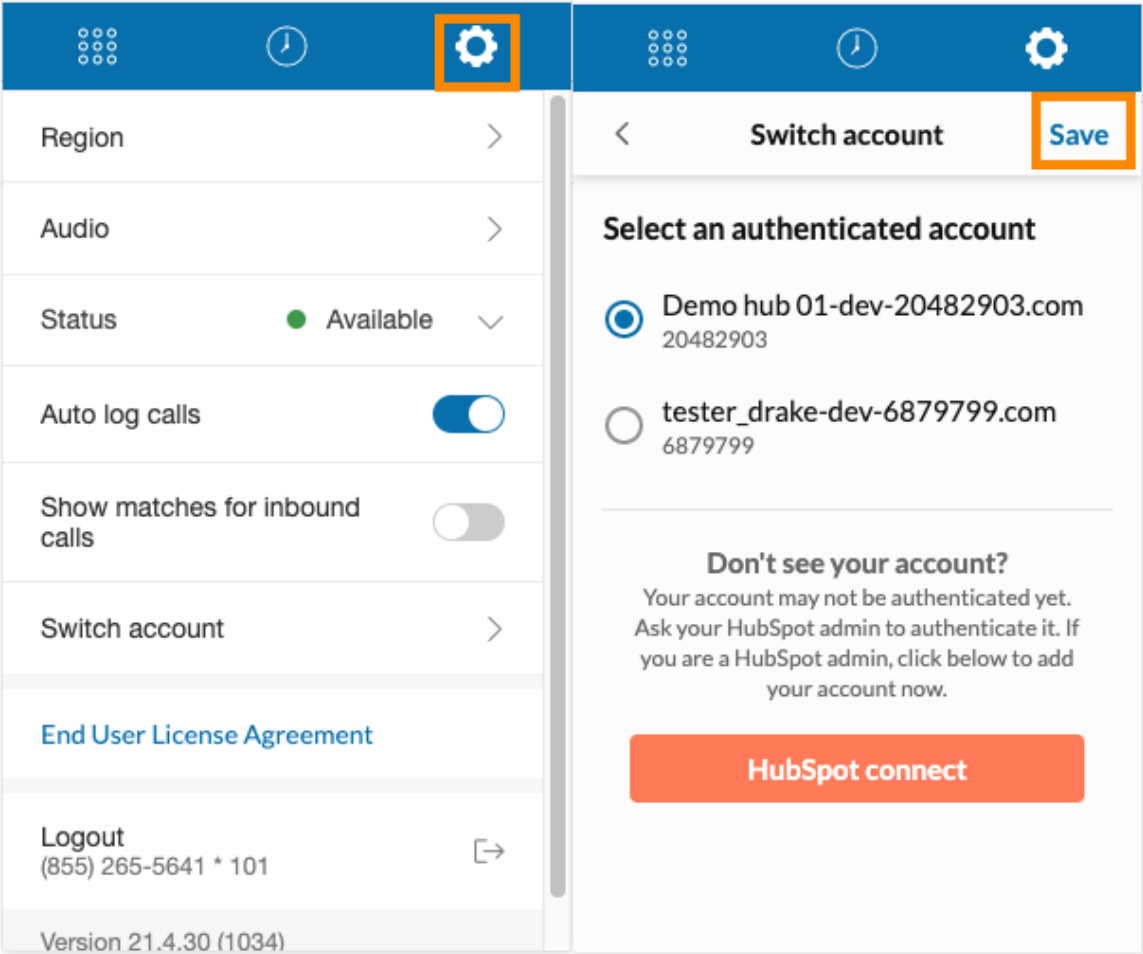 Region
Audio
Status
Available
Auto log calls
Show matches for inbound
calls
Switch account
End User License Agreement
Logout
(855) 265-5641 * 101
Version 21.4.30 (1034)
Switch account
Save
Select an authenticated account
Demo hub 01-dev-20482903.com
20482903
tester_drake-dev-6879799.com
6879799
Don't see your account?
Your account may not be authenticated yet.
Ask your HubSpot admin to authenticate it. If
you are a HubSpot admin, click below to add
your account now.
HubSpot connect